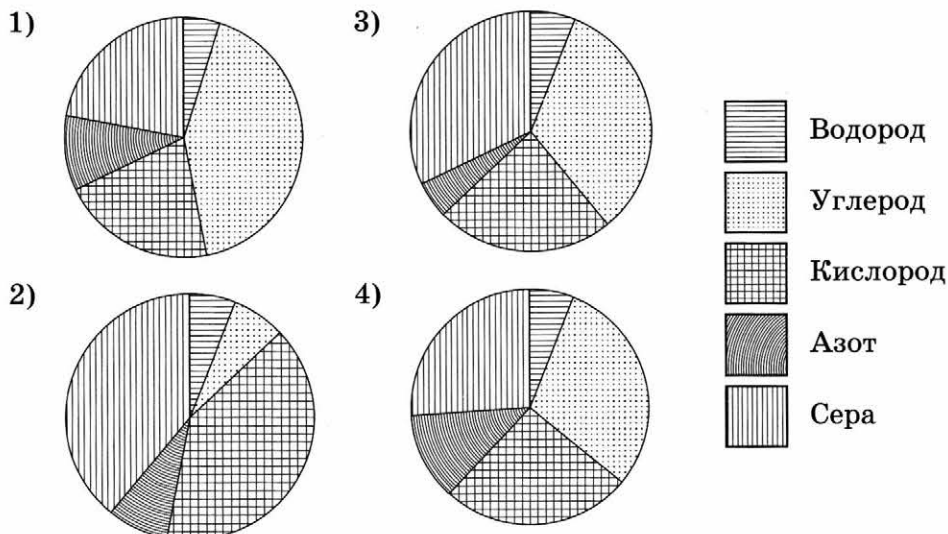 1)
3)
2)
4)
Водород
Углерод
Кислород
Азот
Сера